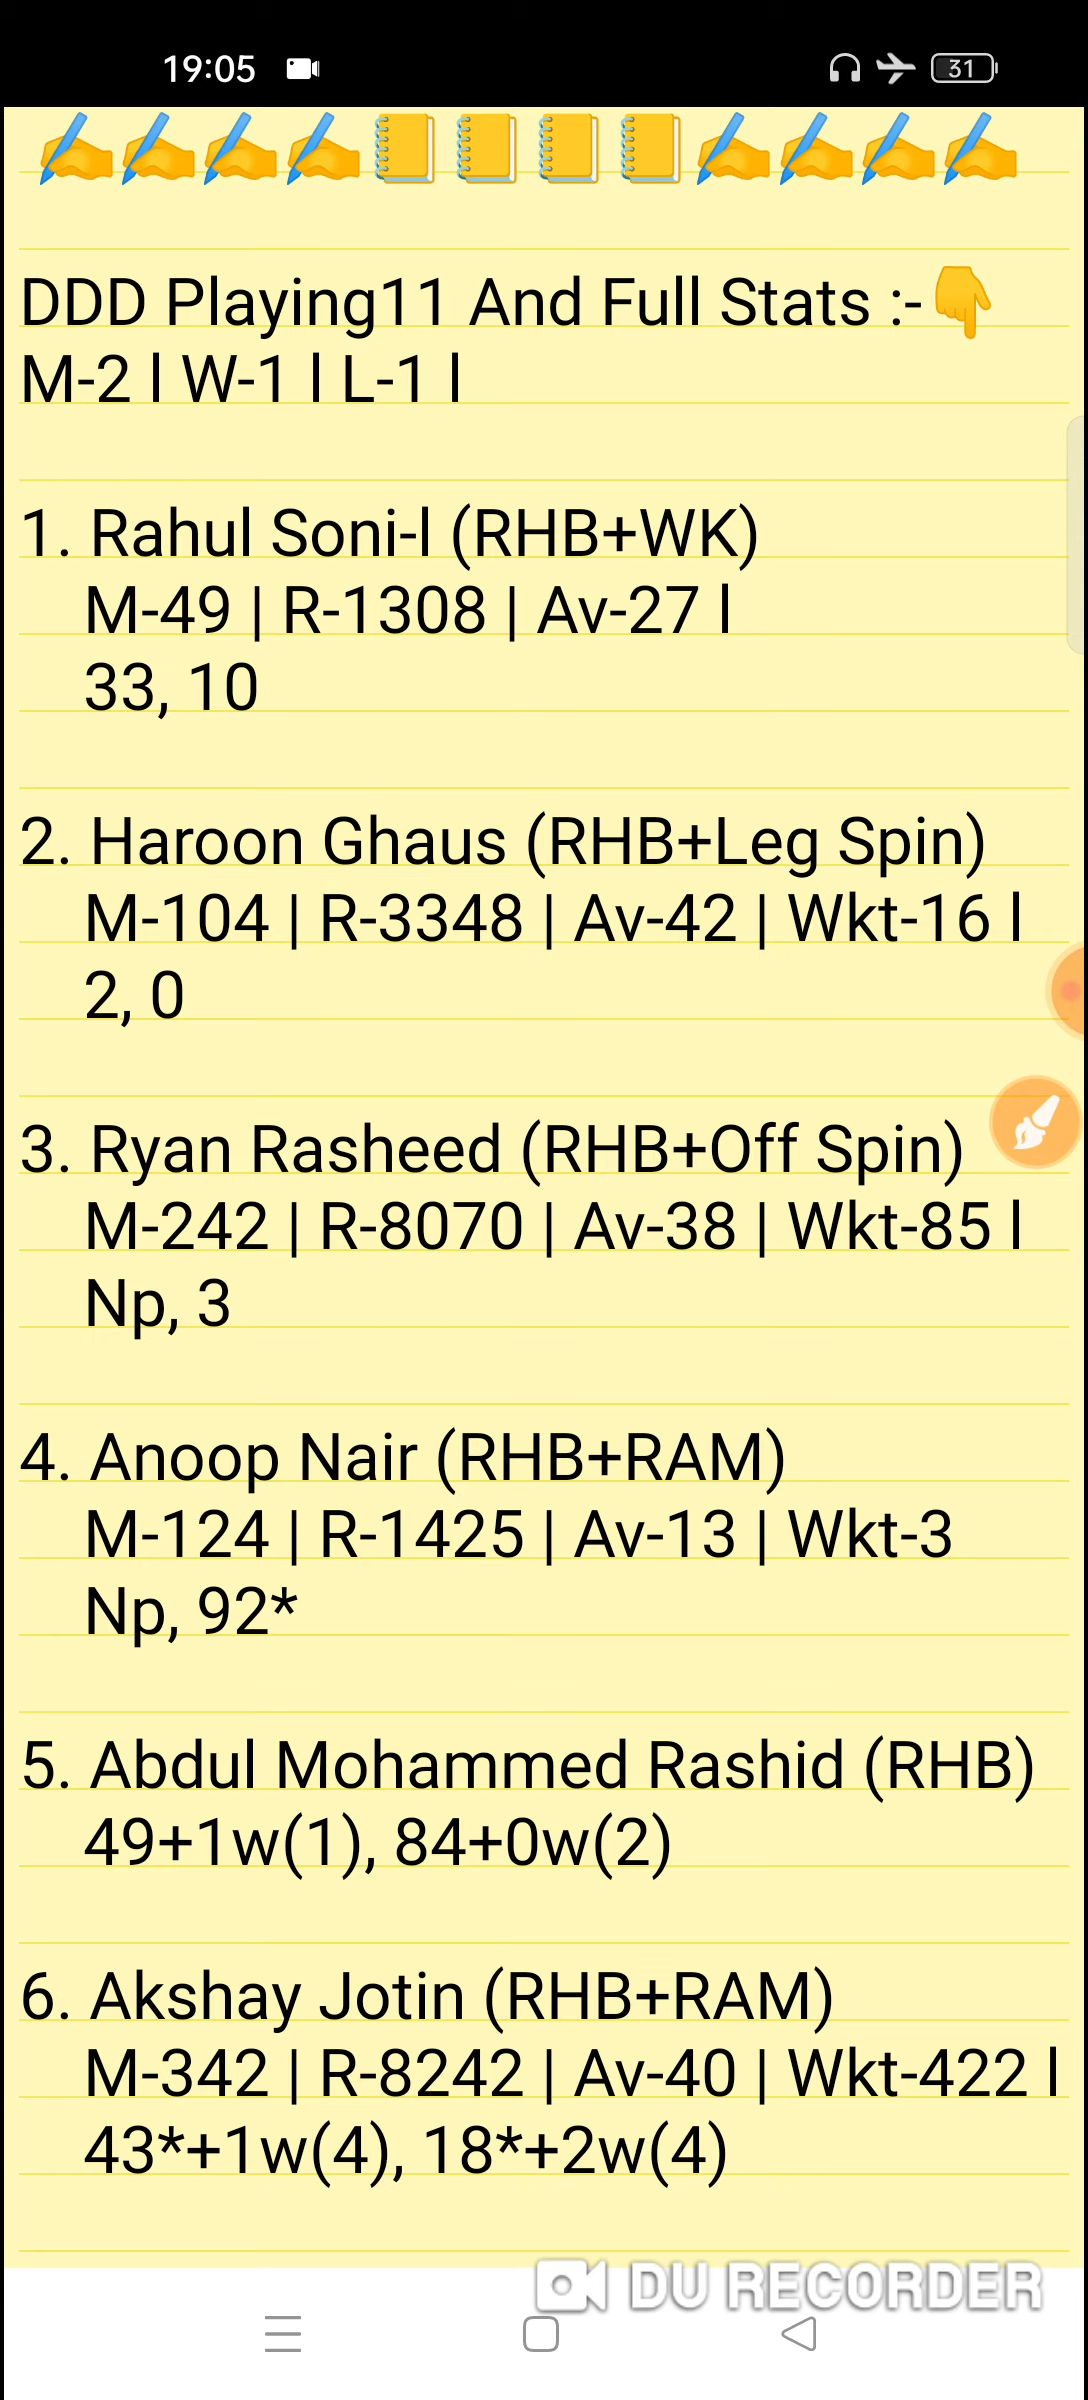 19:05
31
✍✍✍✍📒📒📒📒✍✍✍✍
DDD Playing11 And Full Stats :-👇
M-2 l W-1 l L-1 l
1. Rahul Soni-l (RHB+WK)
M-49 | R-1308 | Av-27 l
33, 10
2. Haroon Ghaus (RHB+Leg Spin)
M-104 | R-3348 | Av-42 | Wkt-16 l
2, 0
3. Ryan Rasheed (RHB+Off Spin)
M-242 | R-8070 | Av-38 | Wkt-85 l
Np, 3
4. Anoop Nair (RHB+RAM)
M-124 | R-1425 | Av-13 | Wkt-3
Np, 92*
5. Abdul Mohammed Rashid (RHB)
49+1w(1), 84+0w(2)
6. Akshay Jotin (RHB+RAM)
M-342 | R-8242 | Av-40 | Wkt-422 l
43*+1w(4), 18*+2w(4)
DU RECORDER